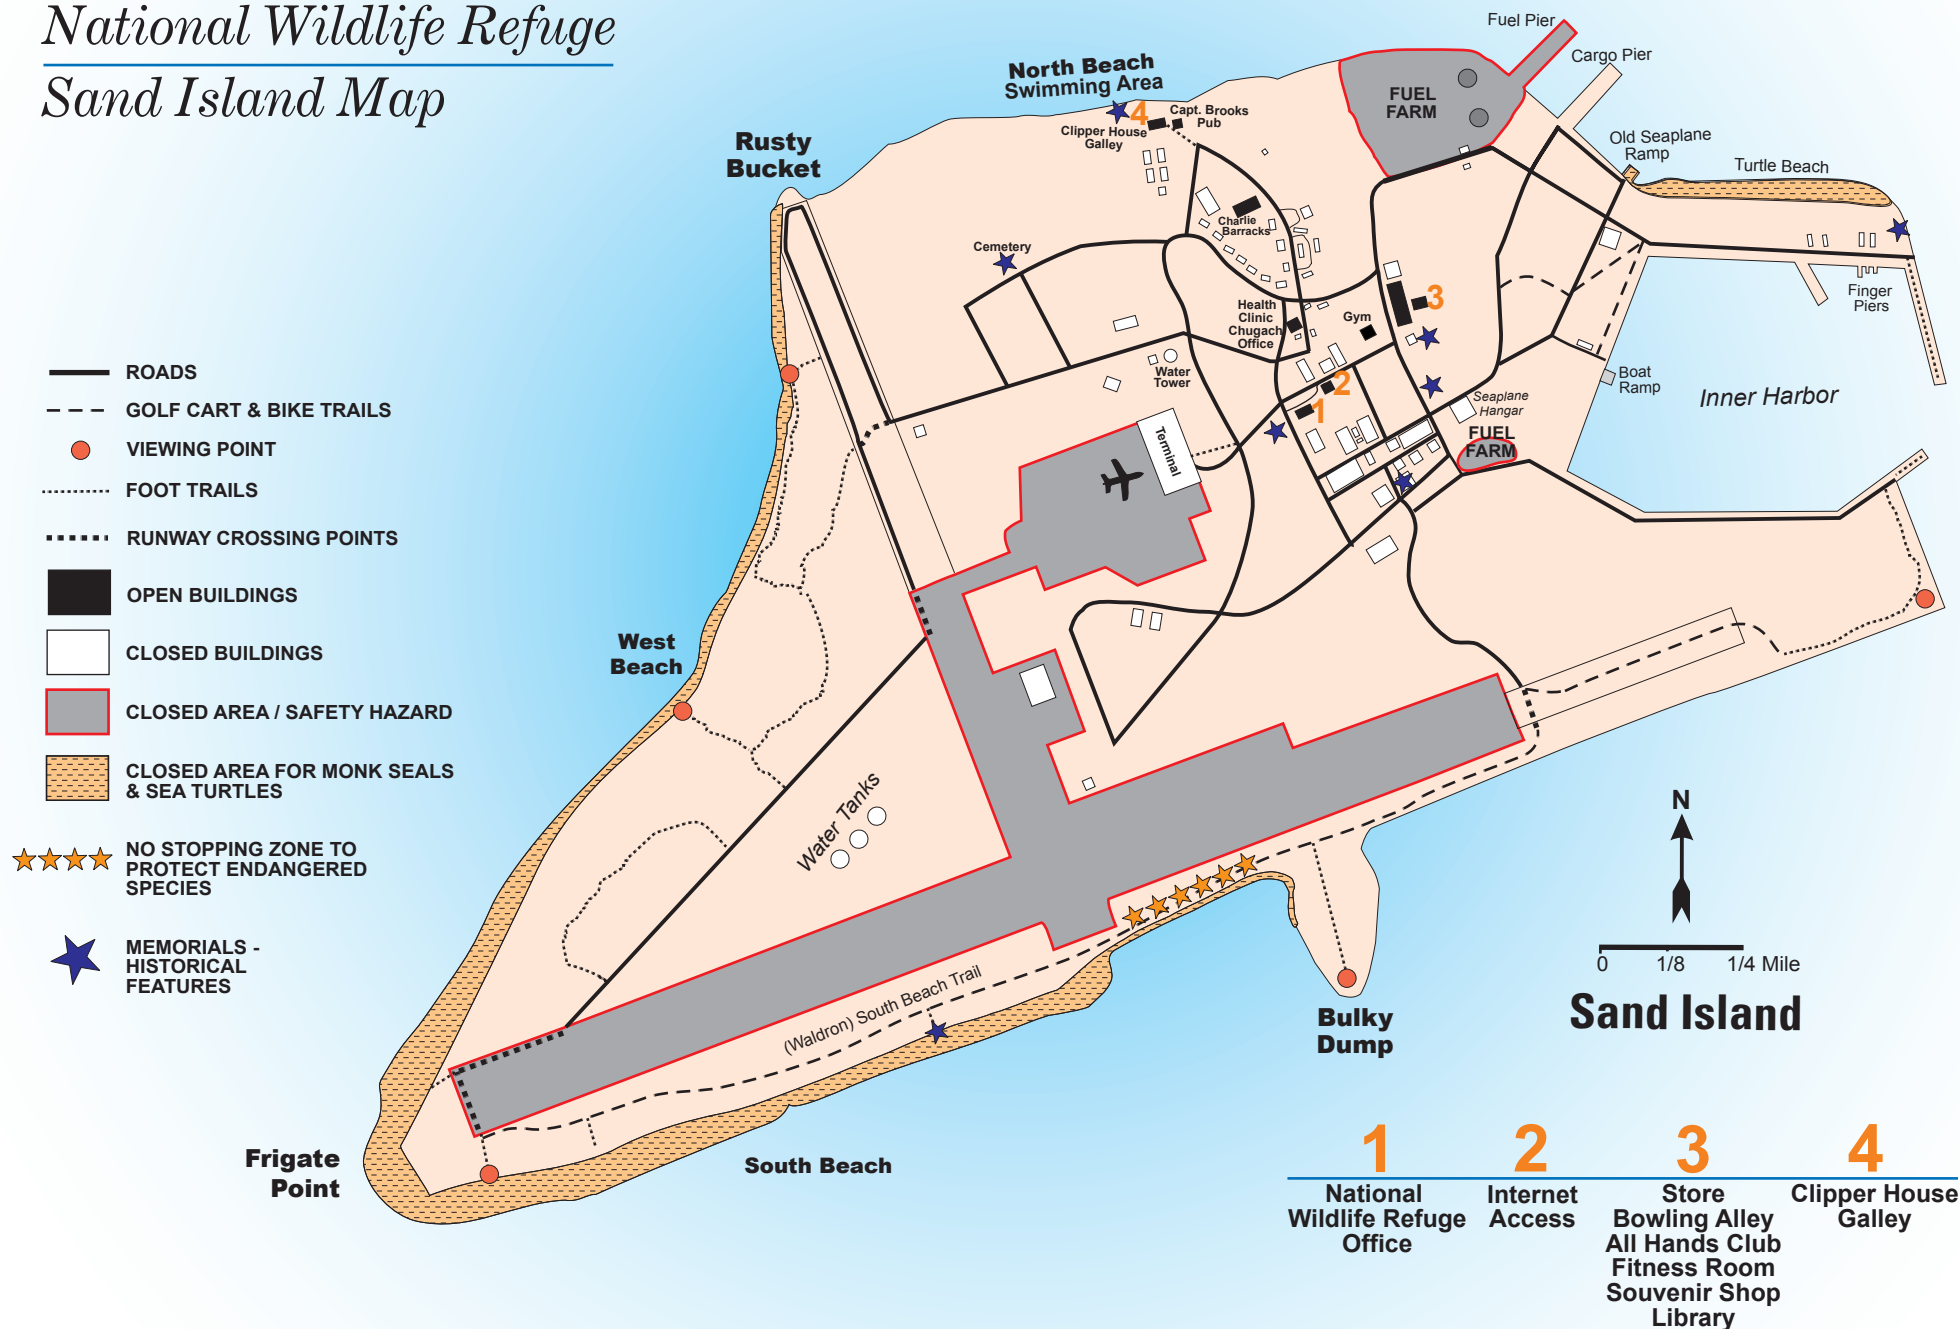 National Wildlife Refuge
Sand Island Map
Fuel Pier
Cargo Pier
North Beach
Swimming Area
FUEL
FARM
4
Capt. Brooks
Pub
Clipper House
Galley
Rusty
Bucket
Old Seaplane
Ramp
Turtle Beach
Charlie
Barracks
Cemetery
Finger
Piers
3
Health
Clinic
Chugach
Office
Gym
Water
Tower
2
1
Boat
Ramp
Inner Harbor
Seaplane
Hangar
FUEL
FARM
Terminal
ROADS
GOLF CART & BIKE TRAILS
VIEWING POINT
FOOT TRAILS
RUNWAY CROSSING POINTS
OPEN BUILDINGS
CLOSED BUILDINGS
CLOSED AREA / SAFETY HAZARD
CLOSED AREA FOR MONK SEALS
& SEA TURTLES
NO STOPPING ZONE TO
PROTECT ENDANGERED
SPECIES
MEMORIALS -
HISTORICAL
FEATURES
West
Beach
Water Tanks
(Waldron) South Beach Trail
N
0 1/8 1/4 Mile
Sand Island
Bulky
Dump
Frigate
Point
South Beach
1
National
Wildlife Refuge
Office
2
Internet
Access
3
Store
Bowling Alley
All Hands Club
Fitness Room
Souvenir Shop
Library
4
Clipper House
Galley